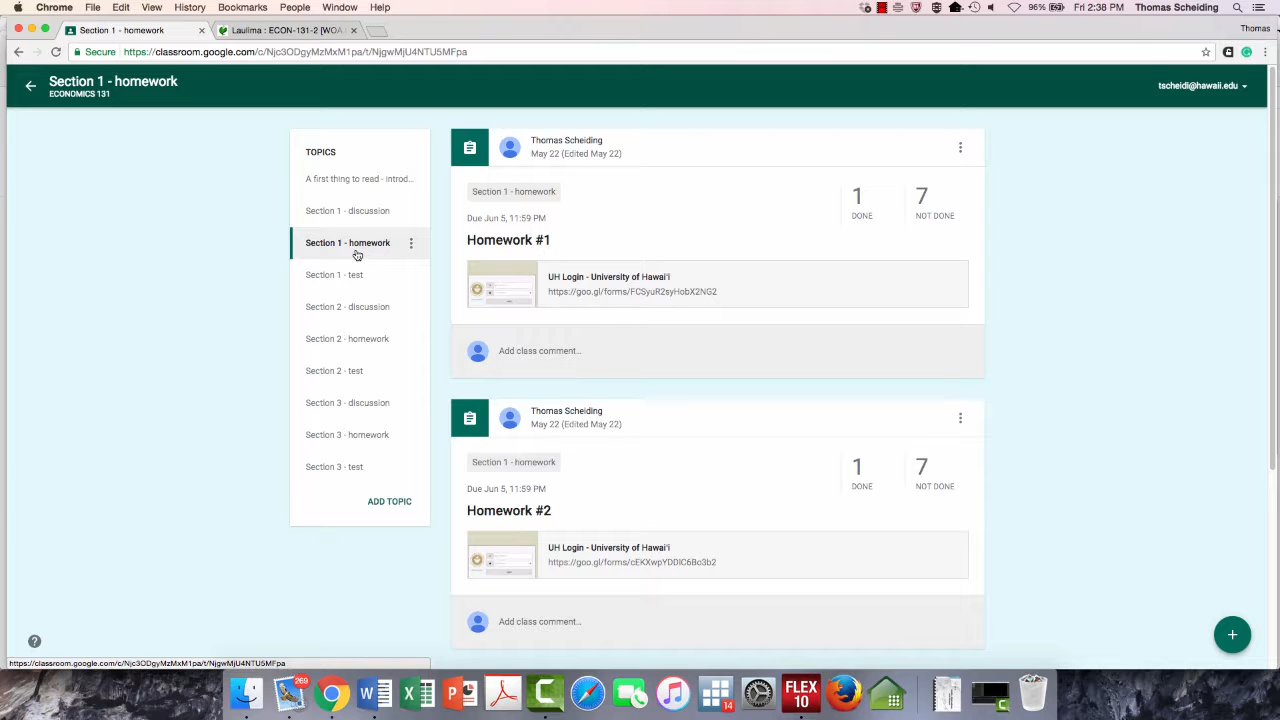 Chrome File Edit View History Bookmarks People Window Help 96% Fri 2:38 PM Thomas Scheiding
Section 1 - homework
Laulima : ECON-131-2 [WOA
Thomas
Secure https://classroom.google.com/c/Njc3ODgyMzMxM1pa/t/NjgwMjU4NTU5MFpa
Section 1 - homework
ECONOMICS 131
tscheidi@hawaii.edu
TOPICS
A first thing to read - introd...
Section 1 - discussion
Section 1 - homework
Section 1 - test
Section 2 - discussion
Section 2 - homework
Section 2 - test
Section 3 - discussion
Section 3 - homework
Section 3 - test
ADD TOPIC
Thomas Scheiding
May 22 (Edited May 22)
Section 1 - homework
1
DONE
7
NOT DONE
Due Jun 5, 11:59 PM
Homework #1
UH Login - University of Hawai'i
https://goo.gl/forms/FCSyuR2syHobX2NG2
Add class comment...
Thomas Scheiding
May 22 (Edited May 22)
Section 1 - homework
1
DONE
7
NOT DONE
Due Jun 5, 11:59 PM
Homework #2
UH Login - University of Hawai'i
https://goo.gl/forms/cEKXwpYDDlC6Bo3b2
Add class comment...
+
?
https://classroom.google.com/c/Njc3ODgyMzMxM1pa/t/NjgwMjU4NTU5MFpa
269
14
FLEX
10